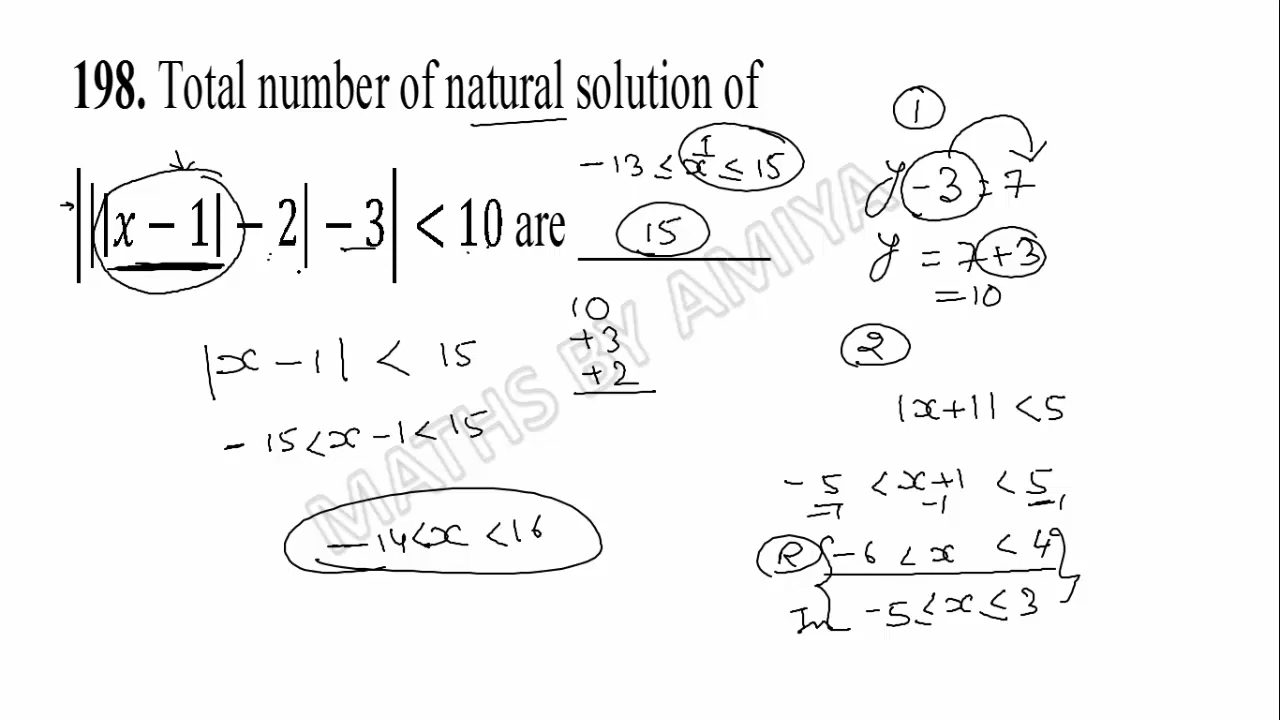 198. Total number of natural solution of
|||x − 1| − 2| − 3| < 10 are
−13 ≤ x ≤ 15
I
15
10
+3
+2
|x − 1| < 15
− 15 < x − 1 < 15
− 14 < x < 16
1
y − 3 = 7
y = 7 + 3
= 10
2
|x + 1| < 5
− 5 < x + 1 < 5
−1 −1 −1
R − 6 < x < 4
In − 5 ≤ x ≤ 3
MATHS BY AMIYA